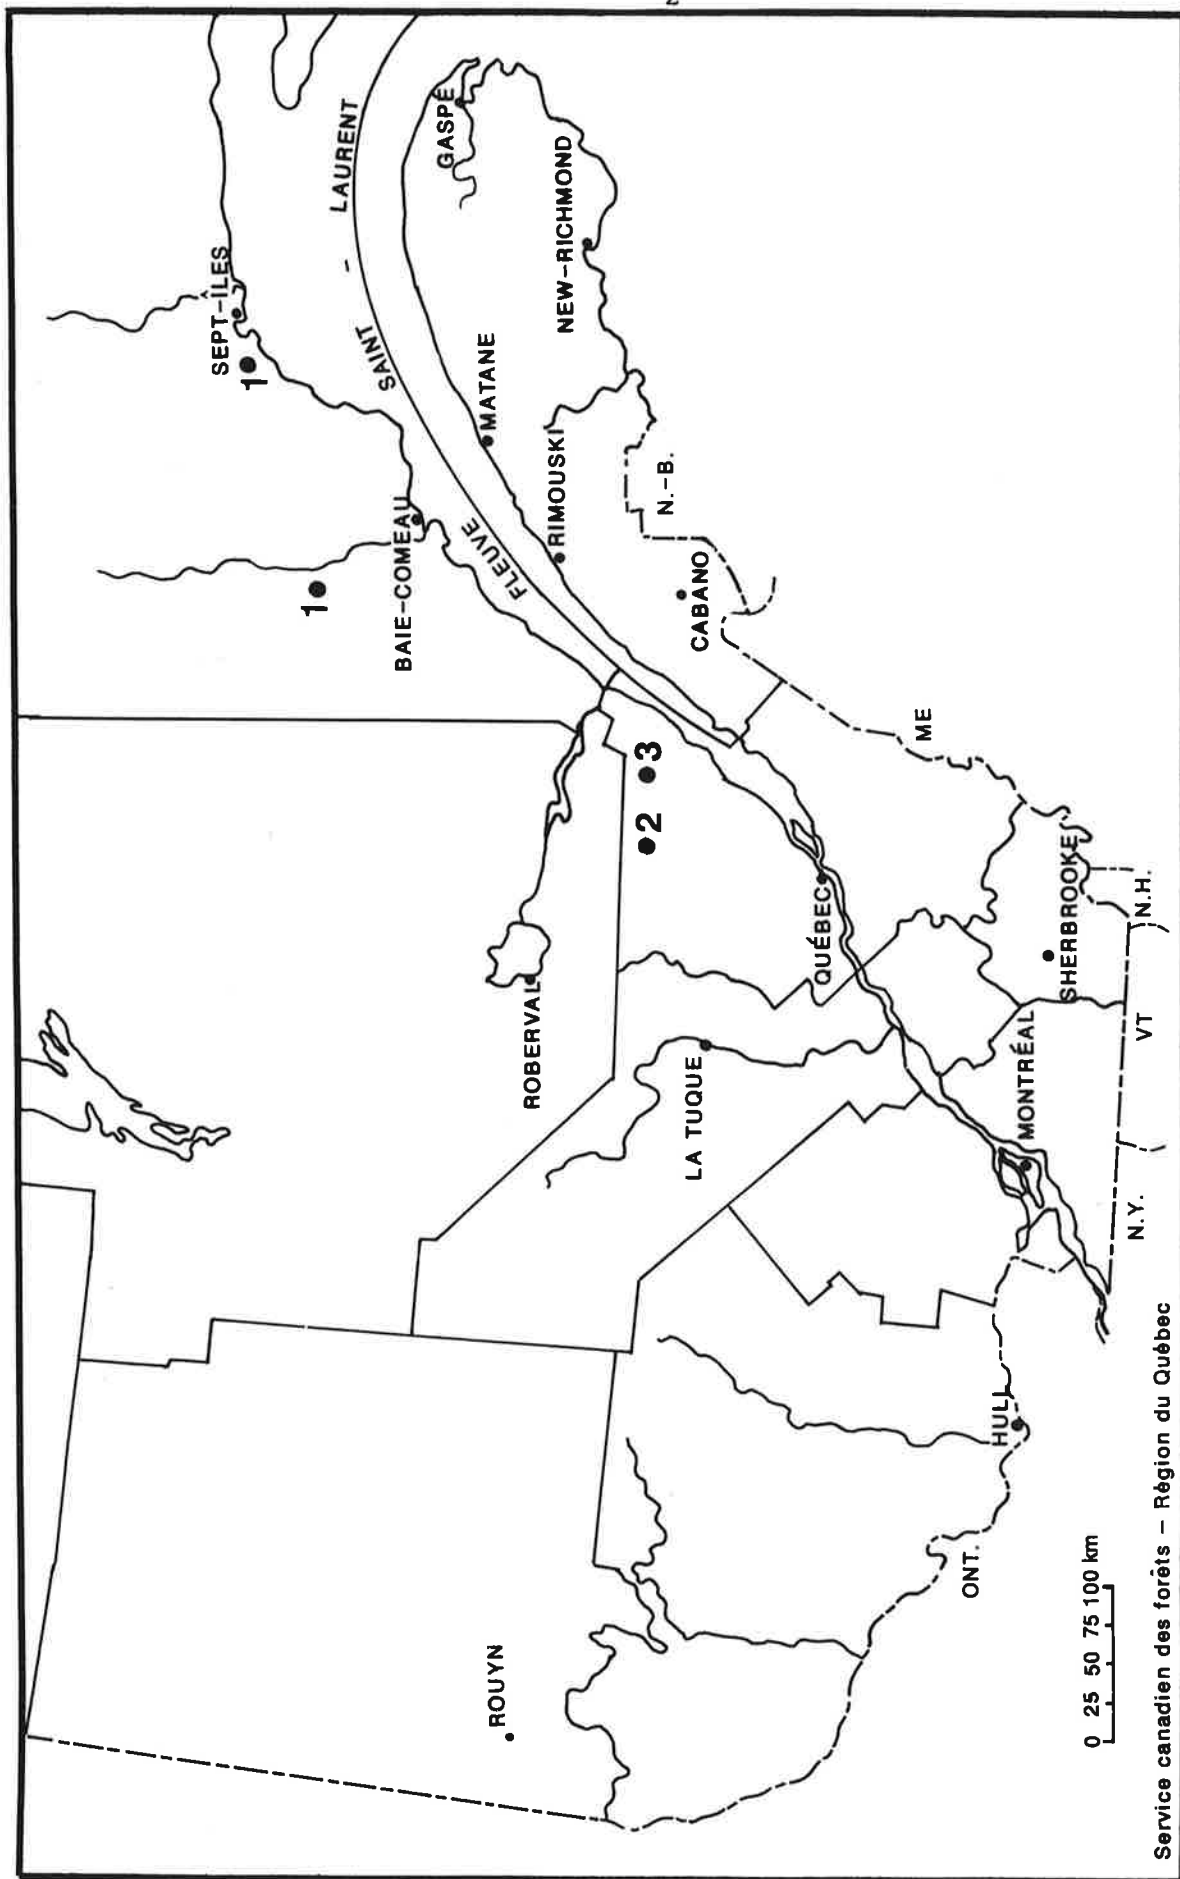 2
SEPT-ÎLES
1
1
BAIE-COMEAU
FLEUVE SAINT - LAURENT
GASPÉ
MATANE
NEW-RICHMOND
RIMOUSKI
N.-B.
CABANO
ME
3
2
ROBERVAL
QUÉBEC
LA TUQUE
SHERBROOKE
N.H.
VT
MONTRÉAL
N.Y.
HULL
ONT.
ROUYN
0 25 50 75 100 km
Service canadien des forêts – Région du Québec